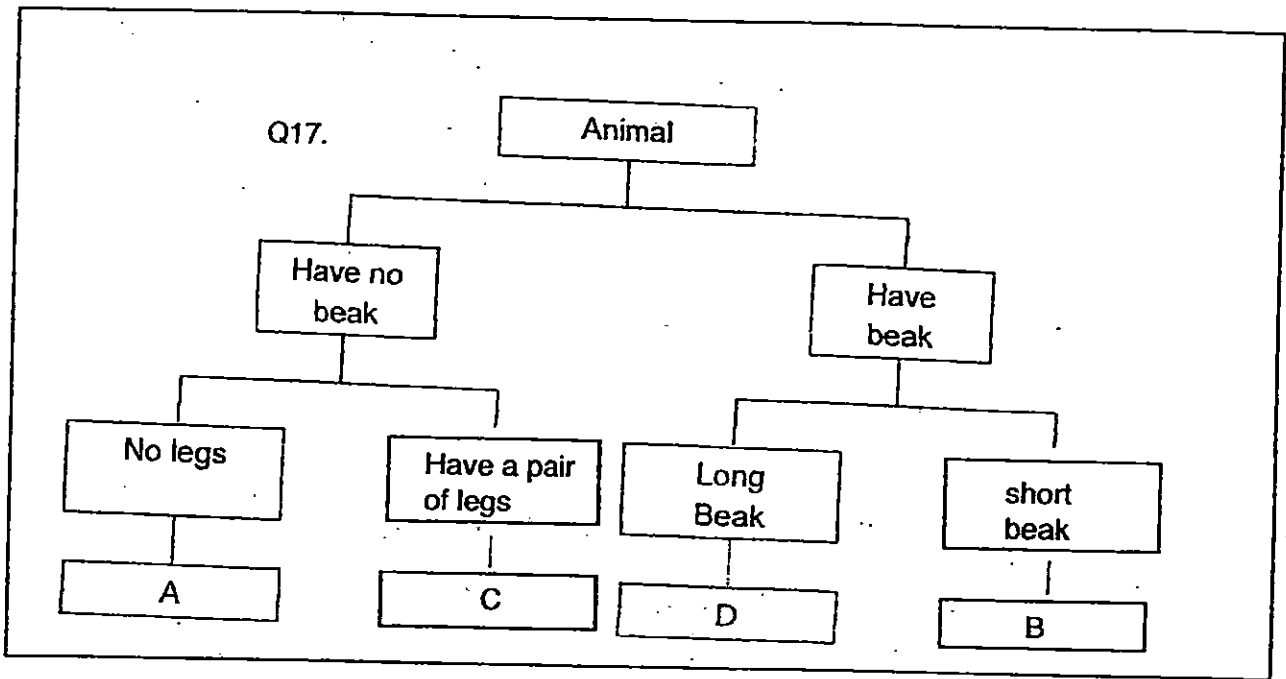 Q17.
Animal
Have no
beak
Have
beak
No legs
Have a pair
of legs
Long
Beak
short
beak
A
C
D
B